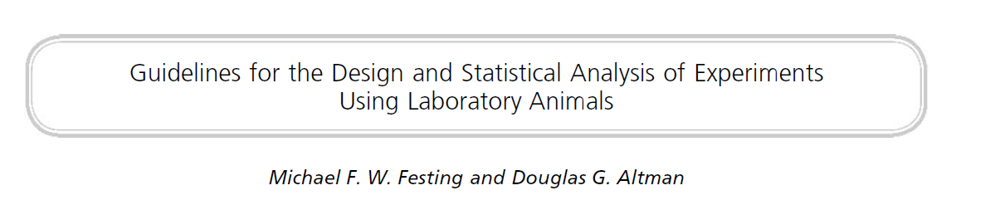 Guidelines for the Design and Statistical Analysis of Experiments
Using Laboratory Animals
Michael F. W. Festing and Douglas G. Altman